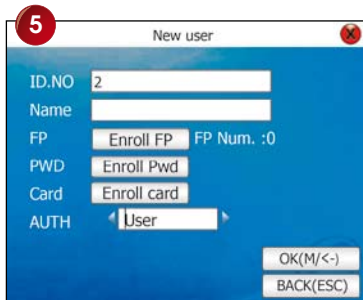 5
New user
ID.NO 2
Name
FP Enroll FP FP Num. :0
PWD Enroll Pwd
Card Enroll card
AUTH User
OK(M/<-)
BACK(ESC)